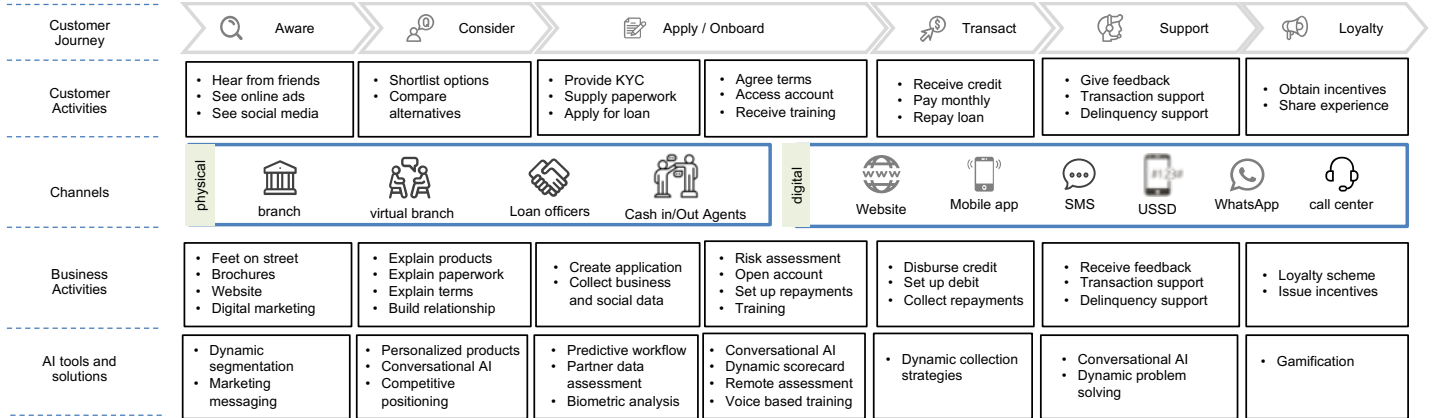 Customer
Journey
Aware
Consider
Apply / Onboard
Transact
Support
Loyalty
Customer
Activities
• Hear from friends
• See online ads
• See social media
• Shortlist options
• Compare
alternatives
• Provide KYC
• Supply paperwork
• Apply for loan
• Agree terms
• Access account
• Receive training
• Receive credit
• Pay monthly
• Repay loan
• Give feedback
• Transaction support
• Delinquency support
• Obtain incentives
• Share experience
Channels
physical
branch
virtual branch
Loan officers
Cash in/Out Agents
digital
www
Website
Mobile app
SMS
#123#
USSD
WhatsApp
call center
Business
Activities
• Feet on street
• Brochures
• Website
• Digital marketing
• Explain products
• Explain paperwork
• Explain terms
• Build relationship
• Create application
• Collect business
and social data
• Risk assessment
• Open account
• Set up repayments
• Training
• Disburse credit
• Set up debit
• Collect repayments
• Receive feedback
• Transaction support
• Delinquency support
• Loyalty scheme
• Issue incentives
AI tools and
solutions
• Dynamic
segmentation
• Marketing
messaging
• Personalized products
• Conversational AI
• Competitive
positioning
• Predictive workflow
• Partner data
assessment
• Biometric analysis
• Conversational AI
• Dynamic scorecard
• Remote assessment
• Voice based training
• Dynamic collection
strategies
• Conversational AI
• Dynamic problem
solving
• Gamification